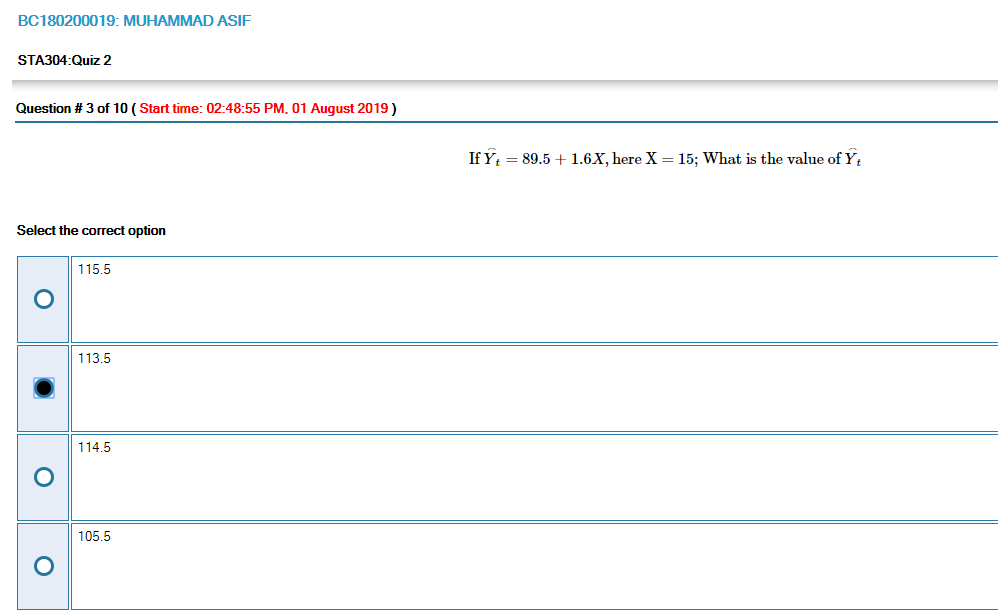 BC180200019: MUHAMMAD ASIF
STA304:Quiz 2
Question # 3 of 10 ( Start time: 02:48:55 PM, 01 August 2019 )
If Ŷₜ = 89.5 + 1.6X, here X = 15; What is the value of Ŷₜ
Select the correct option
115.5
113.5
114.5
105.5